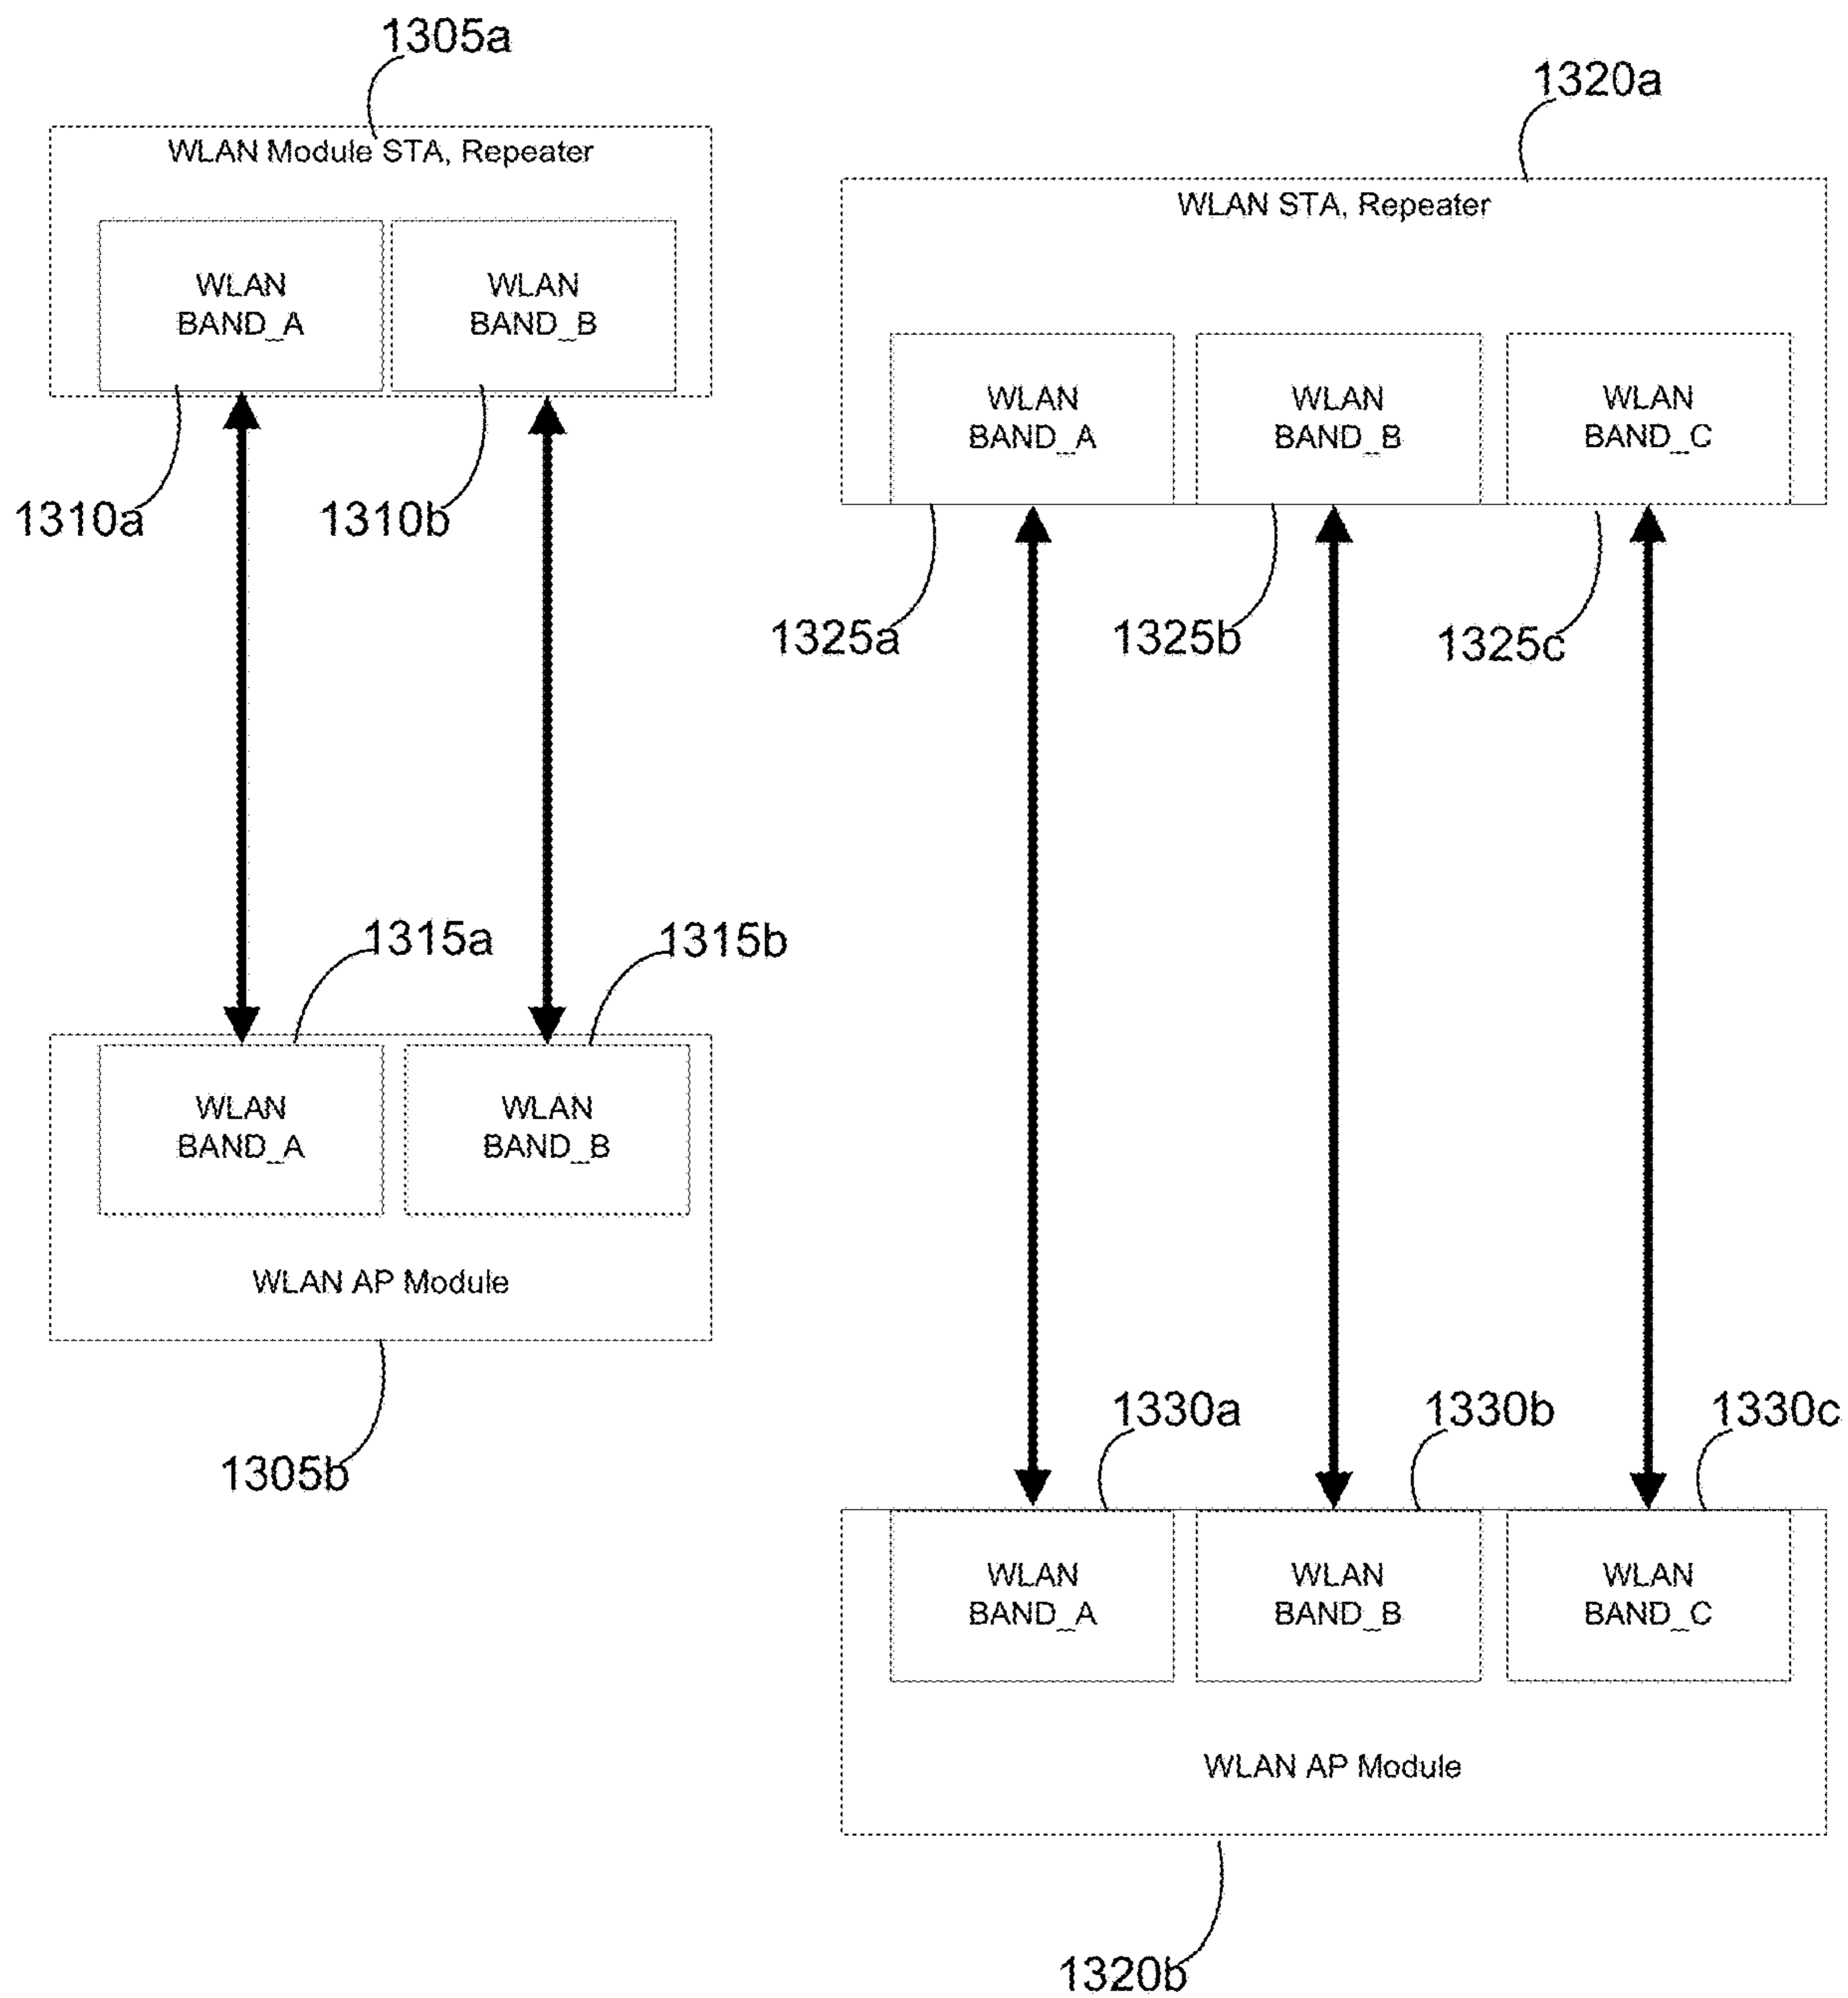 1305a
WLAN Module STA, Repeater
WLAN
BAND_A
WLAN
BAND_B
1310a
1310b
1315a
1315b
WLAN
BAND_A
WLAN
BAND_B
WLAN AP Module
1305b
1320a
WLAN STA, Repeater
WLAN
BAND_A
WLAN
BAND_B
WLAN
BAND_C
1325a
1325b
1325c
1330a
1330b
1330c
WLAN
BAND_A
WLAN
BAND_B
WLAN
BAND_C
WLAN AP Module
1320b